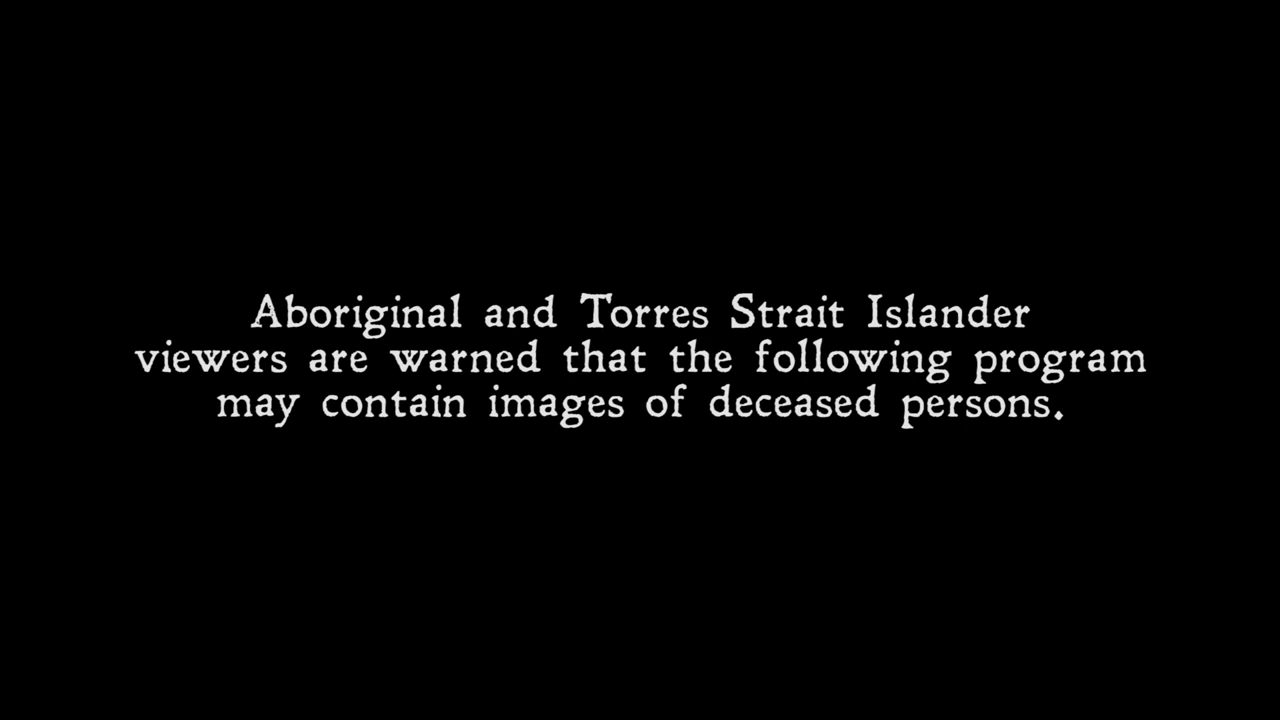 Aboriginal and Torres Strait Islander
viewers are warned that the following program
may contain images of deceased persons.